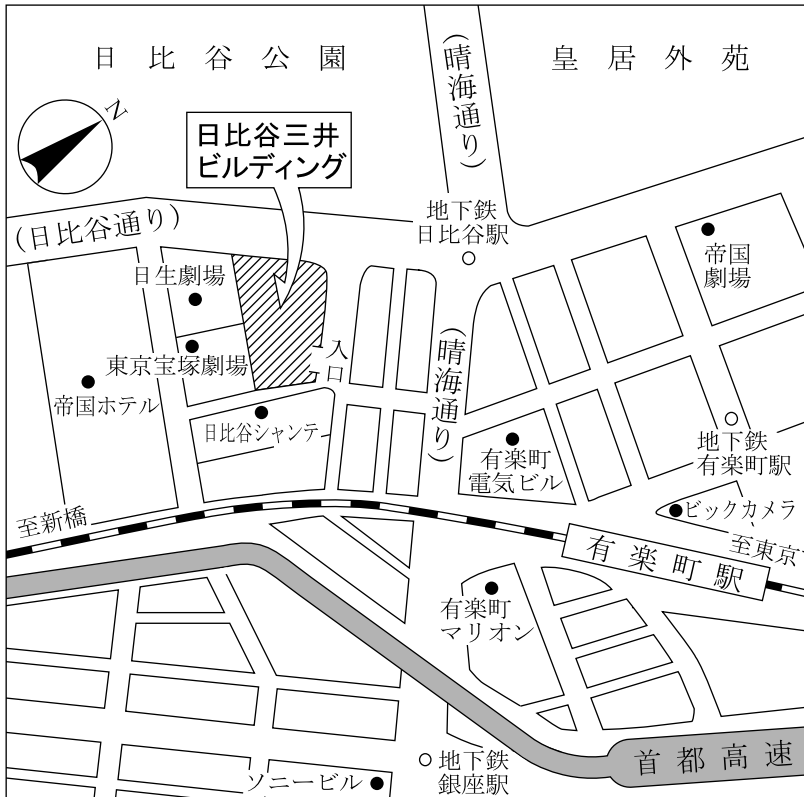 日比谷公園
皇居外苑
(晴海通り)
N
日比谷三井
ビルディング
地下鉄
日比谷駅
(日比谷通り)
帝国
劇場
日生劇場
東京宝塚劇場
入口
(晴海通り)
帝国ホテル
日比谷シャンテ
有楽町
電気ビル
地下鉄
有楽町駅
ビックカメラ
至新橋
至東京
有楽町駅
有楽町
マリオン
首都高速
地下鉄
銀座駅
ソニービル